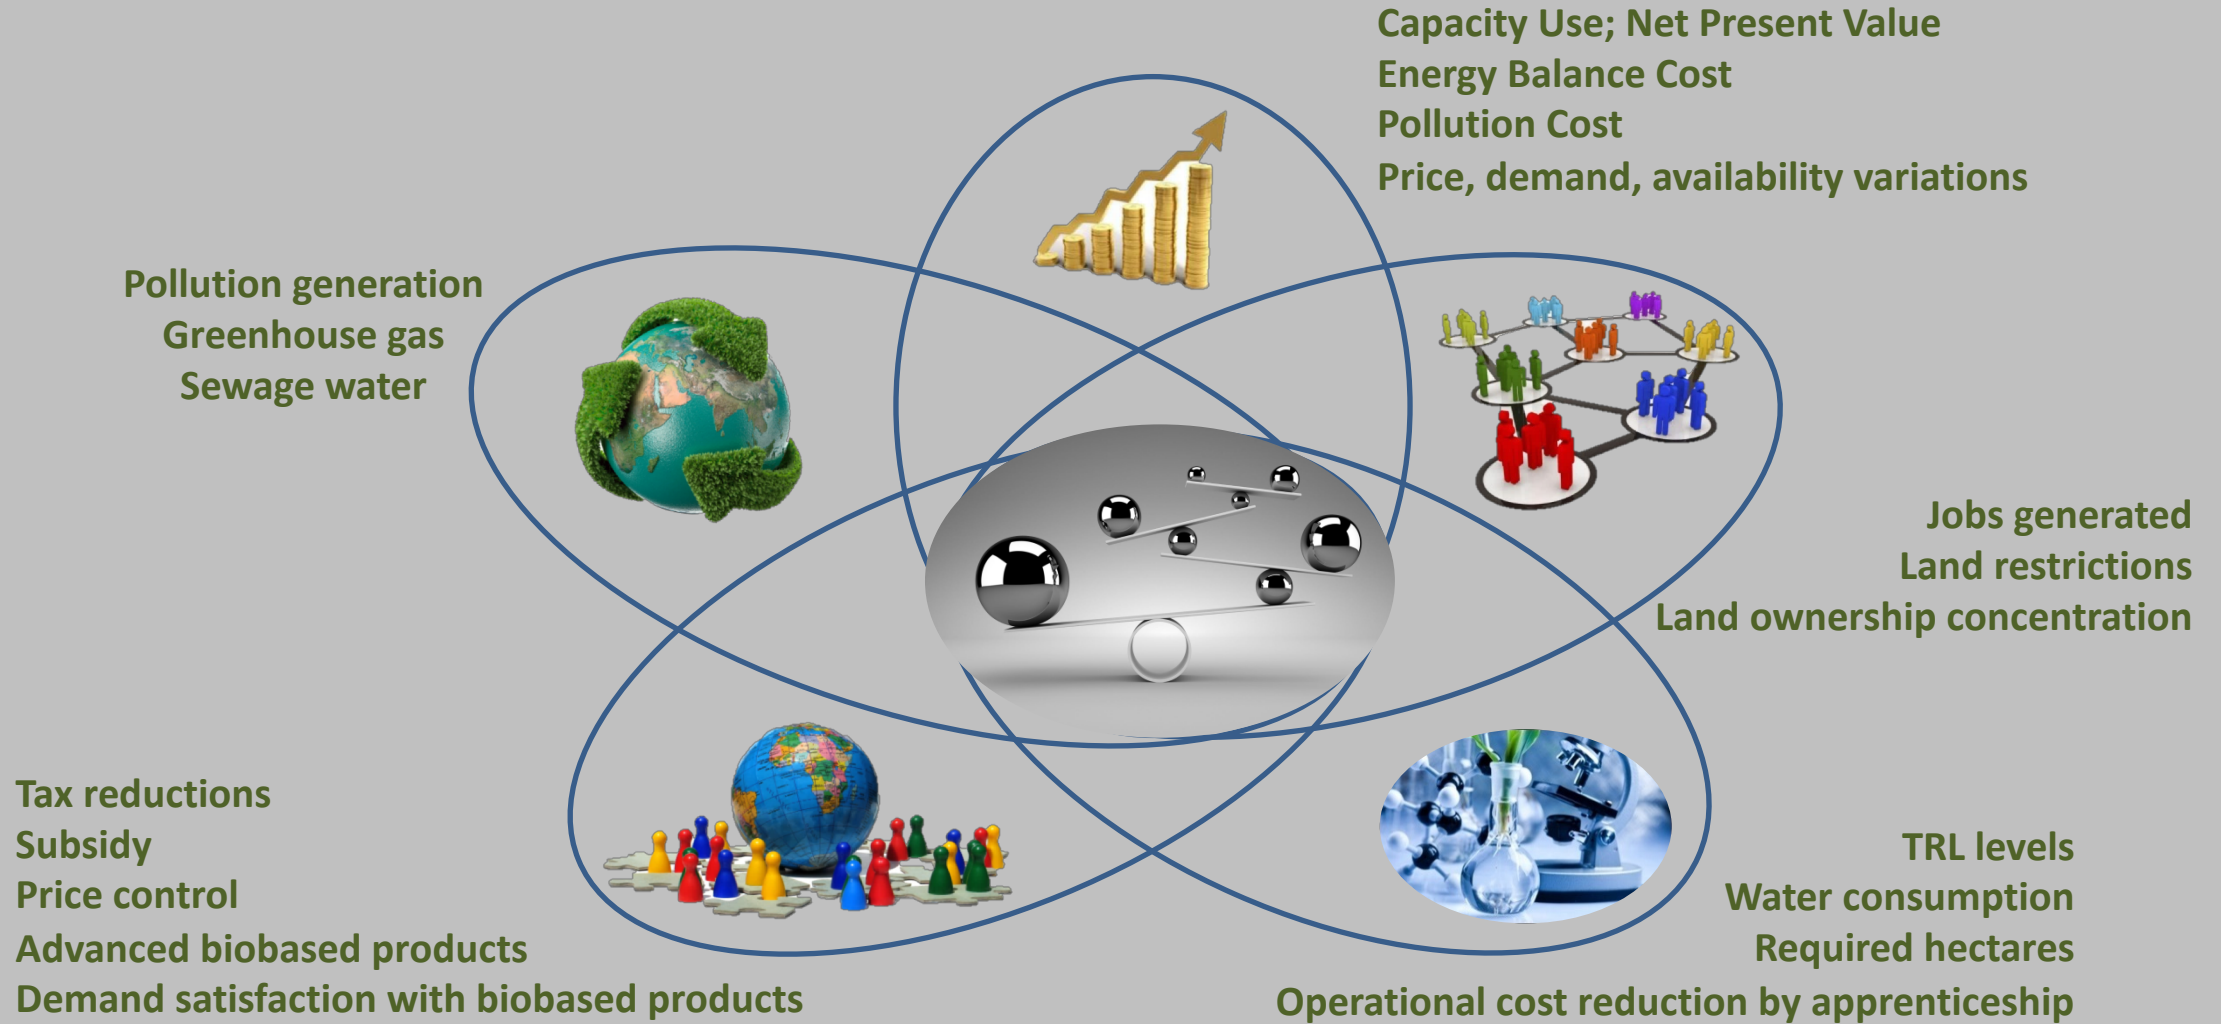 Capacity Use; Net Present Value
Energy Balance Cost
Pollution Cost
Price, demand, availability variations
Pollution generation
Greenhouse gas
Sewage water
Jobs generated
Land restrictions
Land ownership concentration
Tax reductions
Subsidy
Price control
Advanced biobased products
Demand satisfaction with biobased products
TRL levels
Water consumption
Required hectares
Operational cost reduction by apprenticeship